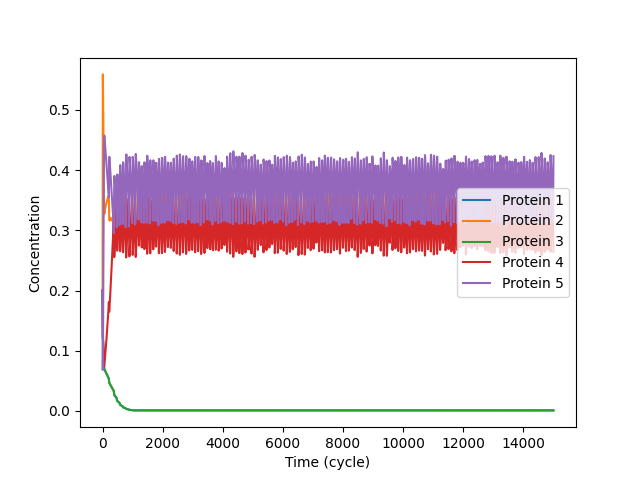 0.5
0.4
0.3
0.2
0.1
0.0
Concentration
Protein 1
Protein 2
Protein 3
Protein 4
Protein 5
0 2000 4000 6000 8000 10000 12000 14000
Time (cycle)